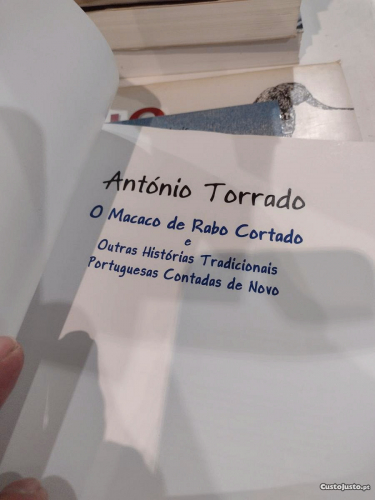 António Torrado
O Macaco de Rabo Cortado
e
Outras Histórias Tradicionais
Portuguesas Contadas de Novo
CustoJusto.pt